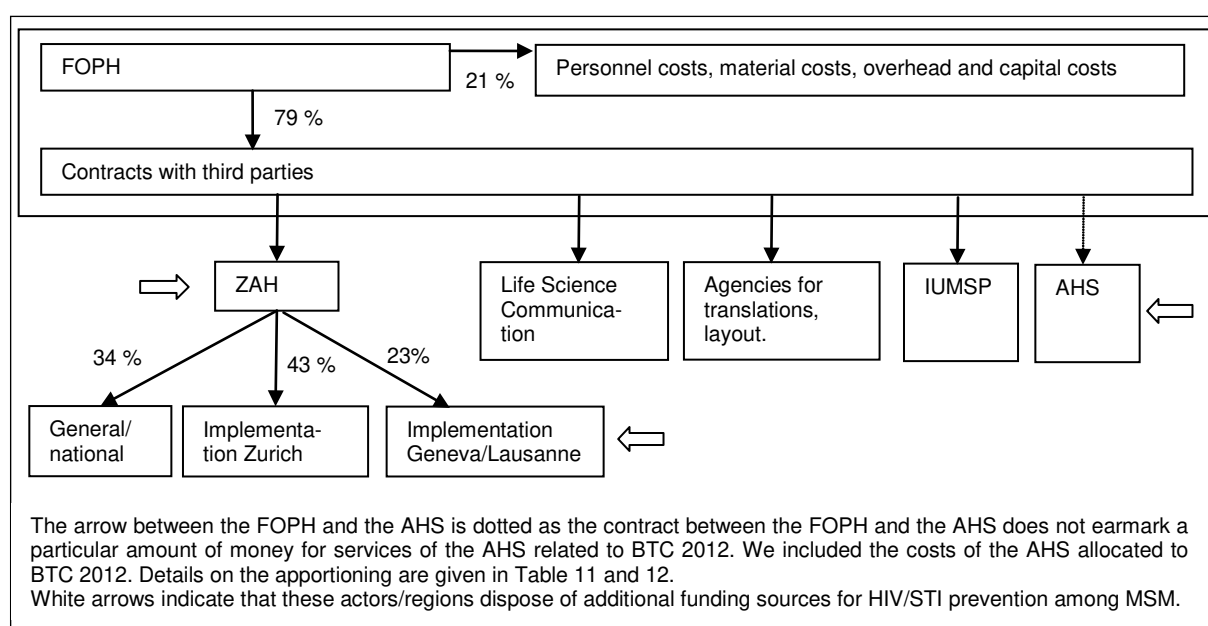 FOPH
21 %
Personnel costs, material costs, overhead and capital costs
79 %
Contracts with third parties
ZAH
Life Science
Communica-
tion
Agencies for
translations,
layout.
IUMSP
AHS
34 %
43 %
23%
General/
national
Implementa-
tion Zurich
Implementation
Geneva/Lausanne
The arrow between the FOPH and the AHS is dotted as the contract between the FOPH and the AHS does not earmark a
particular amount of money for services of the AHS related to BTC 2012. We included the costs of the AHS allocated to
BTC 2012. Details on the apportioning are given in Table 11 and 12.
White arrows indicate that these actors/regions dispose of additional funding sources for HIV/STI prevention among MSM.